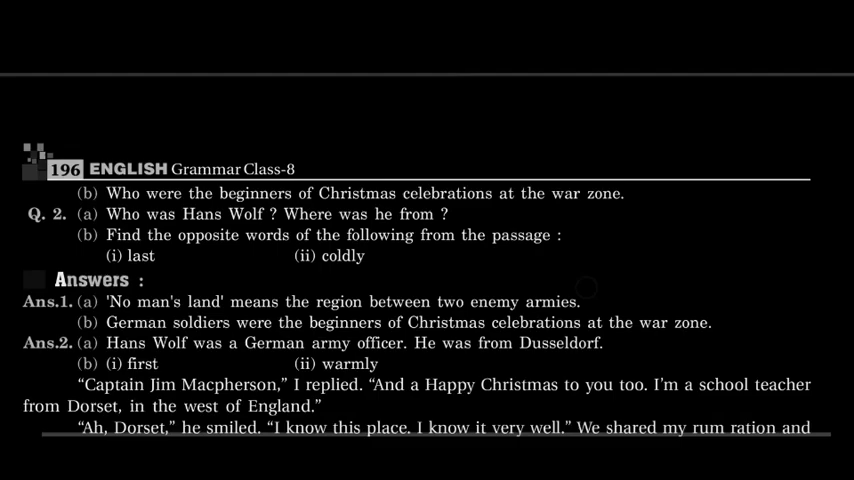 196 ENGLISH Grammar Class-8
(b) Who were the beginners of Christmas celebrations at the war zone.
Q. 2. (a) Who was Hans Wolf ? Where was he from ?
(b) Find the opposite words of the following from the passage :
(i) last (ii) coldly
Answers :
Ans.1. (a) 'No man's land' means the region between two enemy armies.
(b) German soldiers were the beginners of Christmas celebrations at the war zone.
Ans.2. (a) Hans Wolf was a German army officer. He was from Dusseldorf.
(b) (i) first (ii) warmly
“Captain Jim Macpherson,” I replied. “And a Happy Christmas to you too. I’m a school teacher
from Dorset, in the west of England.”
“Ah, Dorset,” he smiled. “I know this place. I know it very well.” We shared my rum ration and